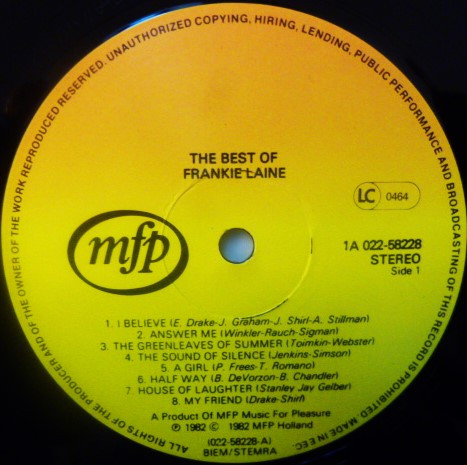 ALL RIGHTS OF THE PRODUCER AND OF THE OWNER OF THE WORK REPRODUCED RESERVED. UNAUTHORIZED COPYING, HIRING, LENDING, PUBLIC PERFORMANCE AND BROADCASTING OF THIS RECORD IS PROHIBITED. MADE IN EEC.
THE BEST OF
FRANKIE LAINE
LC 0464
mfp
1A 022-58228
STEREO
Side 1
1. I BELIEVE (E. Drake-J. Graham-J. Shirl-A. Stillman)
2. ANSWER ME (Winkler-Rauch-Sigman)
3. THE GREENLEAVES OF SUMMER (Toimkin-Webster)
4. THE SOUND OF SILENCE (Jenkins-Simson)
5. A GIRL (P. Frees-T. Romano)
6. HALF WAY (B. DeVorzon-B. Chandler)
7. HOUSE OF LAUGHTER (Stanley Jay Gelber)
8. MY FRIEND (Drake-Shirl)
A Product Of MFP Music For Pleasure
℗ 1982 © 1982 MFP Holland
(022-58228-A)
BIEM/STEMRA